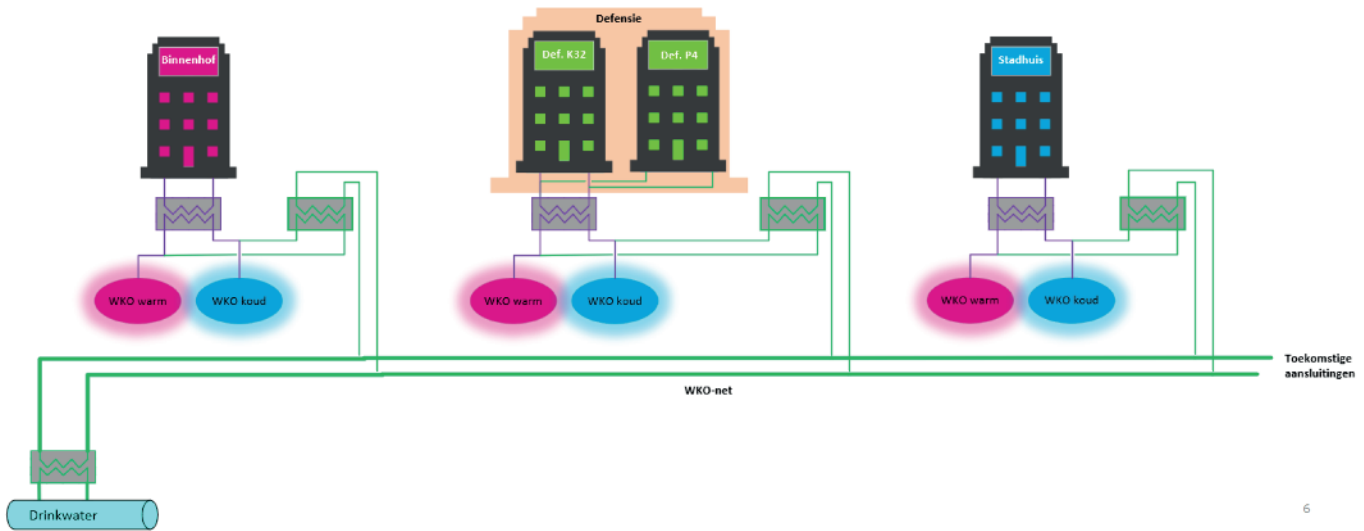 Defensie
Binnenhof
Def. K32
Def. P4
Stadhuis
WKO warm
WKO koud
WKO warm
WKO koud
WKO warm
WKO koud
Toekomstige
aansluitingen
WKO-net
Drinkwater
6